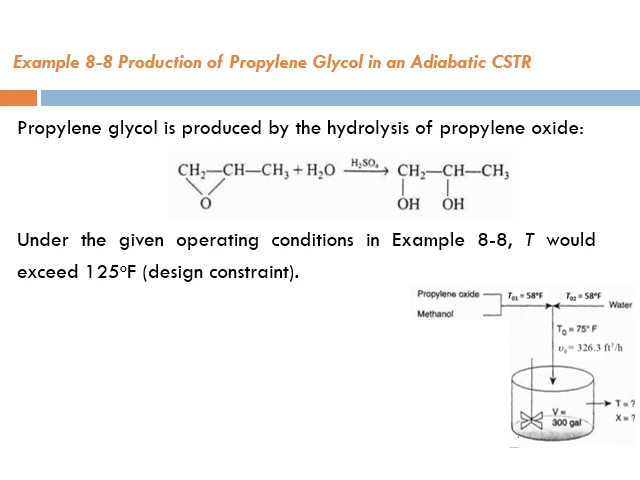 Example 8-8 Production of Propylene Glycol in an Adiabatic CSTR
Propylene glycol is produced by the hydrolysis of propylene oxide:
CH₂—CH—CH₃ + H₂O H₂SO₄ → CH₂—CH—CH₃
O OH OH
Under the given operating conditions in Example 8-8, T would
exceed 125°F (design constraint).
Propylene oxide T₀₁ = 58°F T₀₂ = 58°F Water
Methanol
T₀ = 75° F
υ₀ = 326.3 ft³/h
T = ?
X = ?
V =
300 gal